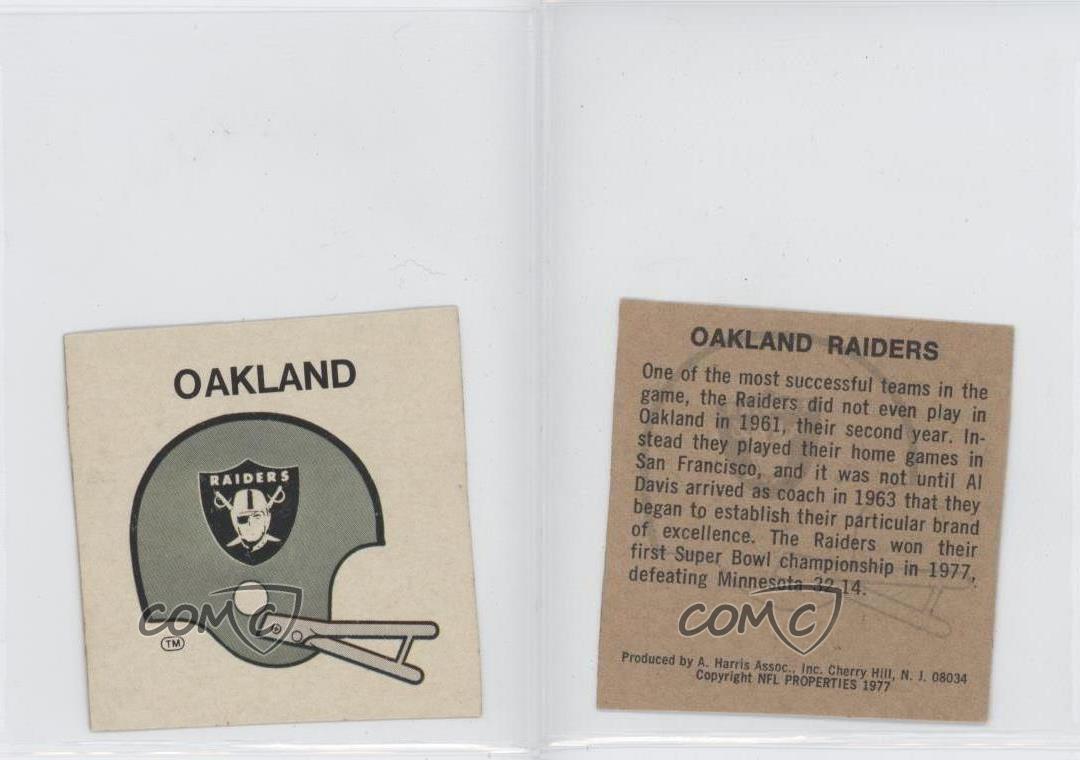 OAKLAND
RAIDERS
TM
COMC
OAKLAND RAIDERS
One of the most successful teams in the
game, the Raiders did not even play in
Oakland in 1961, their second year. In-
stead they played their home games in
San Francisco, and it was not until Al
Davis arrived as coach in 1963 that they
began to establish their particular brand
of excellence. The Raiders won their
first Super Bowl championship in 1977,
defeating Minnesota 32-14.
COMC
Produced by A. Harris Assoc., Inc. Cherry Hill, N. J. 08034
Copyright NFL PROPERTIES 1977